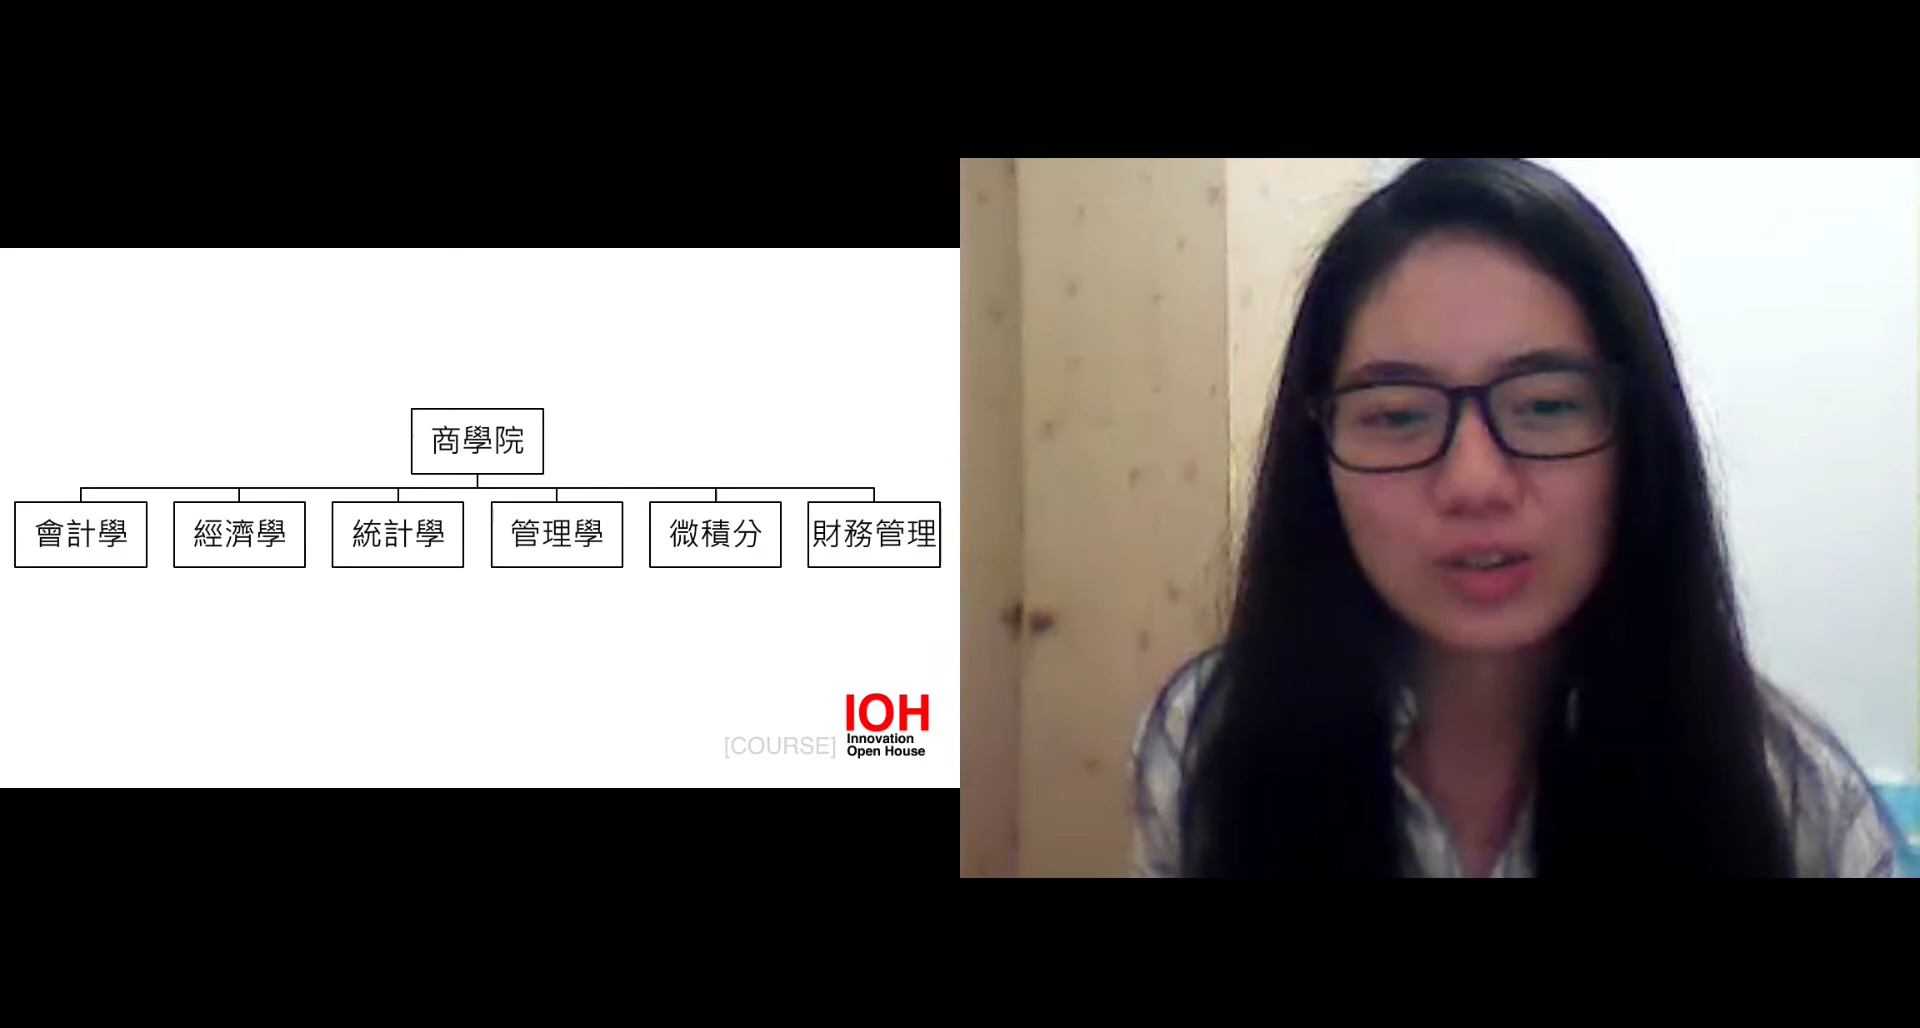 商學院
會計學
經濟學
統計學
管理學
微積分
財務管理
[COURSE]
IOH
Innovation
Open House